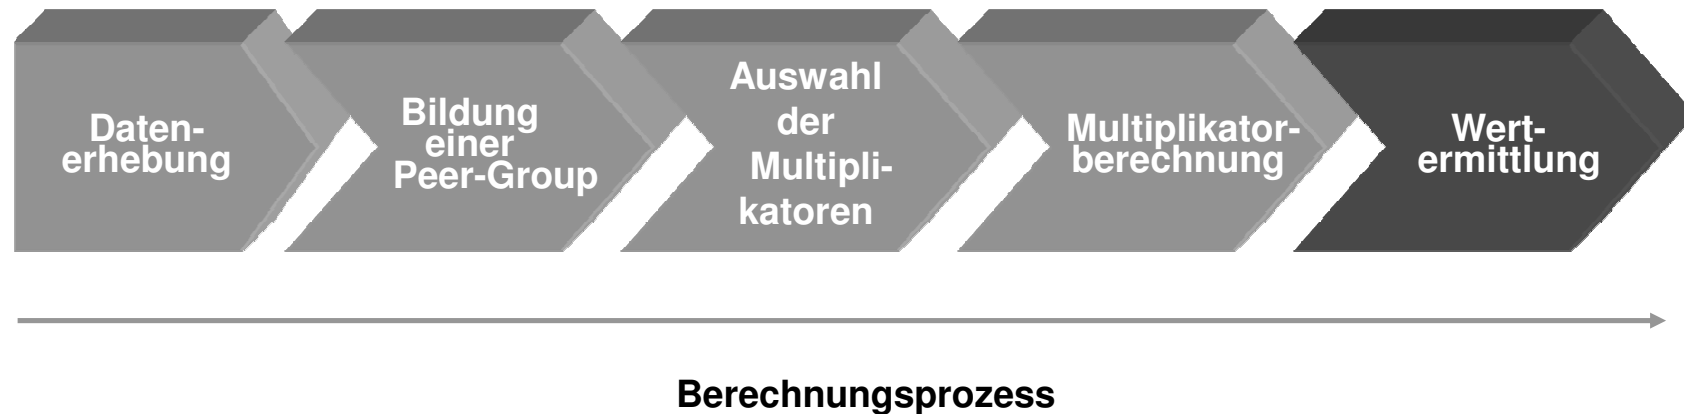 Daten-
erhebung
Bildung
einer
Peer-Group
Auswahl
der
Multipli-
katoren
Multiplikator-
berechnung
Wert-
ermittlung
Berechnungsprozess